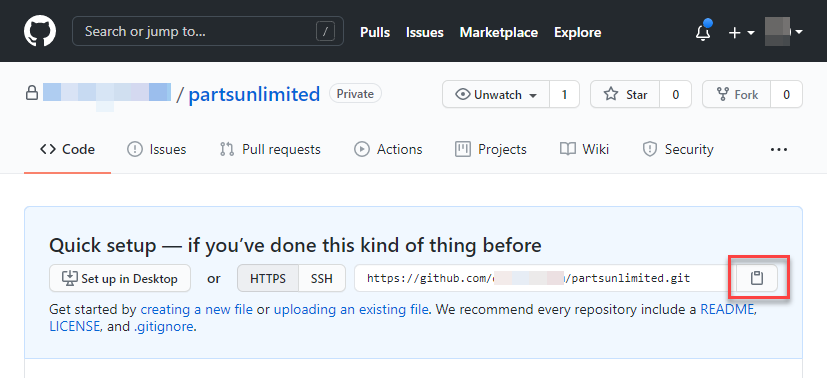 Search or jump to... / Pulls Issues Marketplace Explore
/ partsunlimited Private Unwatch 1 Star 0 Fork 0
Code Issues Pull requests Actions Projects Wiki Security ...
Quick setup — if you've done this kind of thing before
Set up in Desktop or HTTPS SSH https://github.com/ /partsunlimited.git
Get started by creating a new file or uploading an existing file. We recommend every repository include a README,
LICENSE, and .gitignore.